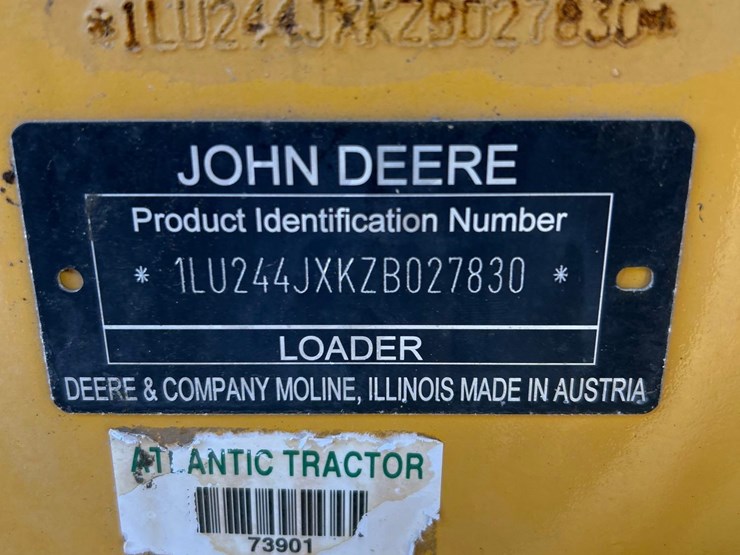 *1LU244JXKZB027830*
JOHN DEERE
Product Identification Number
* 1LU244JXKZB027830 *
LOADER
DEERE & COMPANY MOLINE, ILLINOIS MADE IN AUSTRIA
ATLANTIC TRACTOR
73901